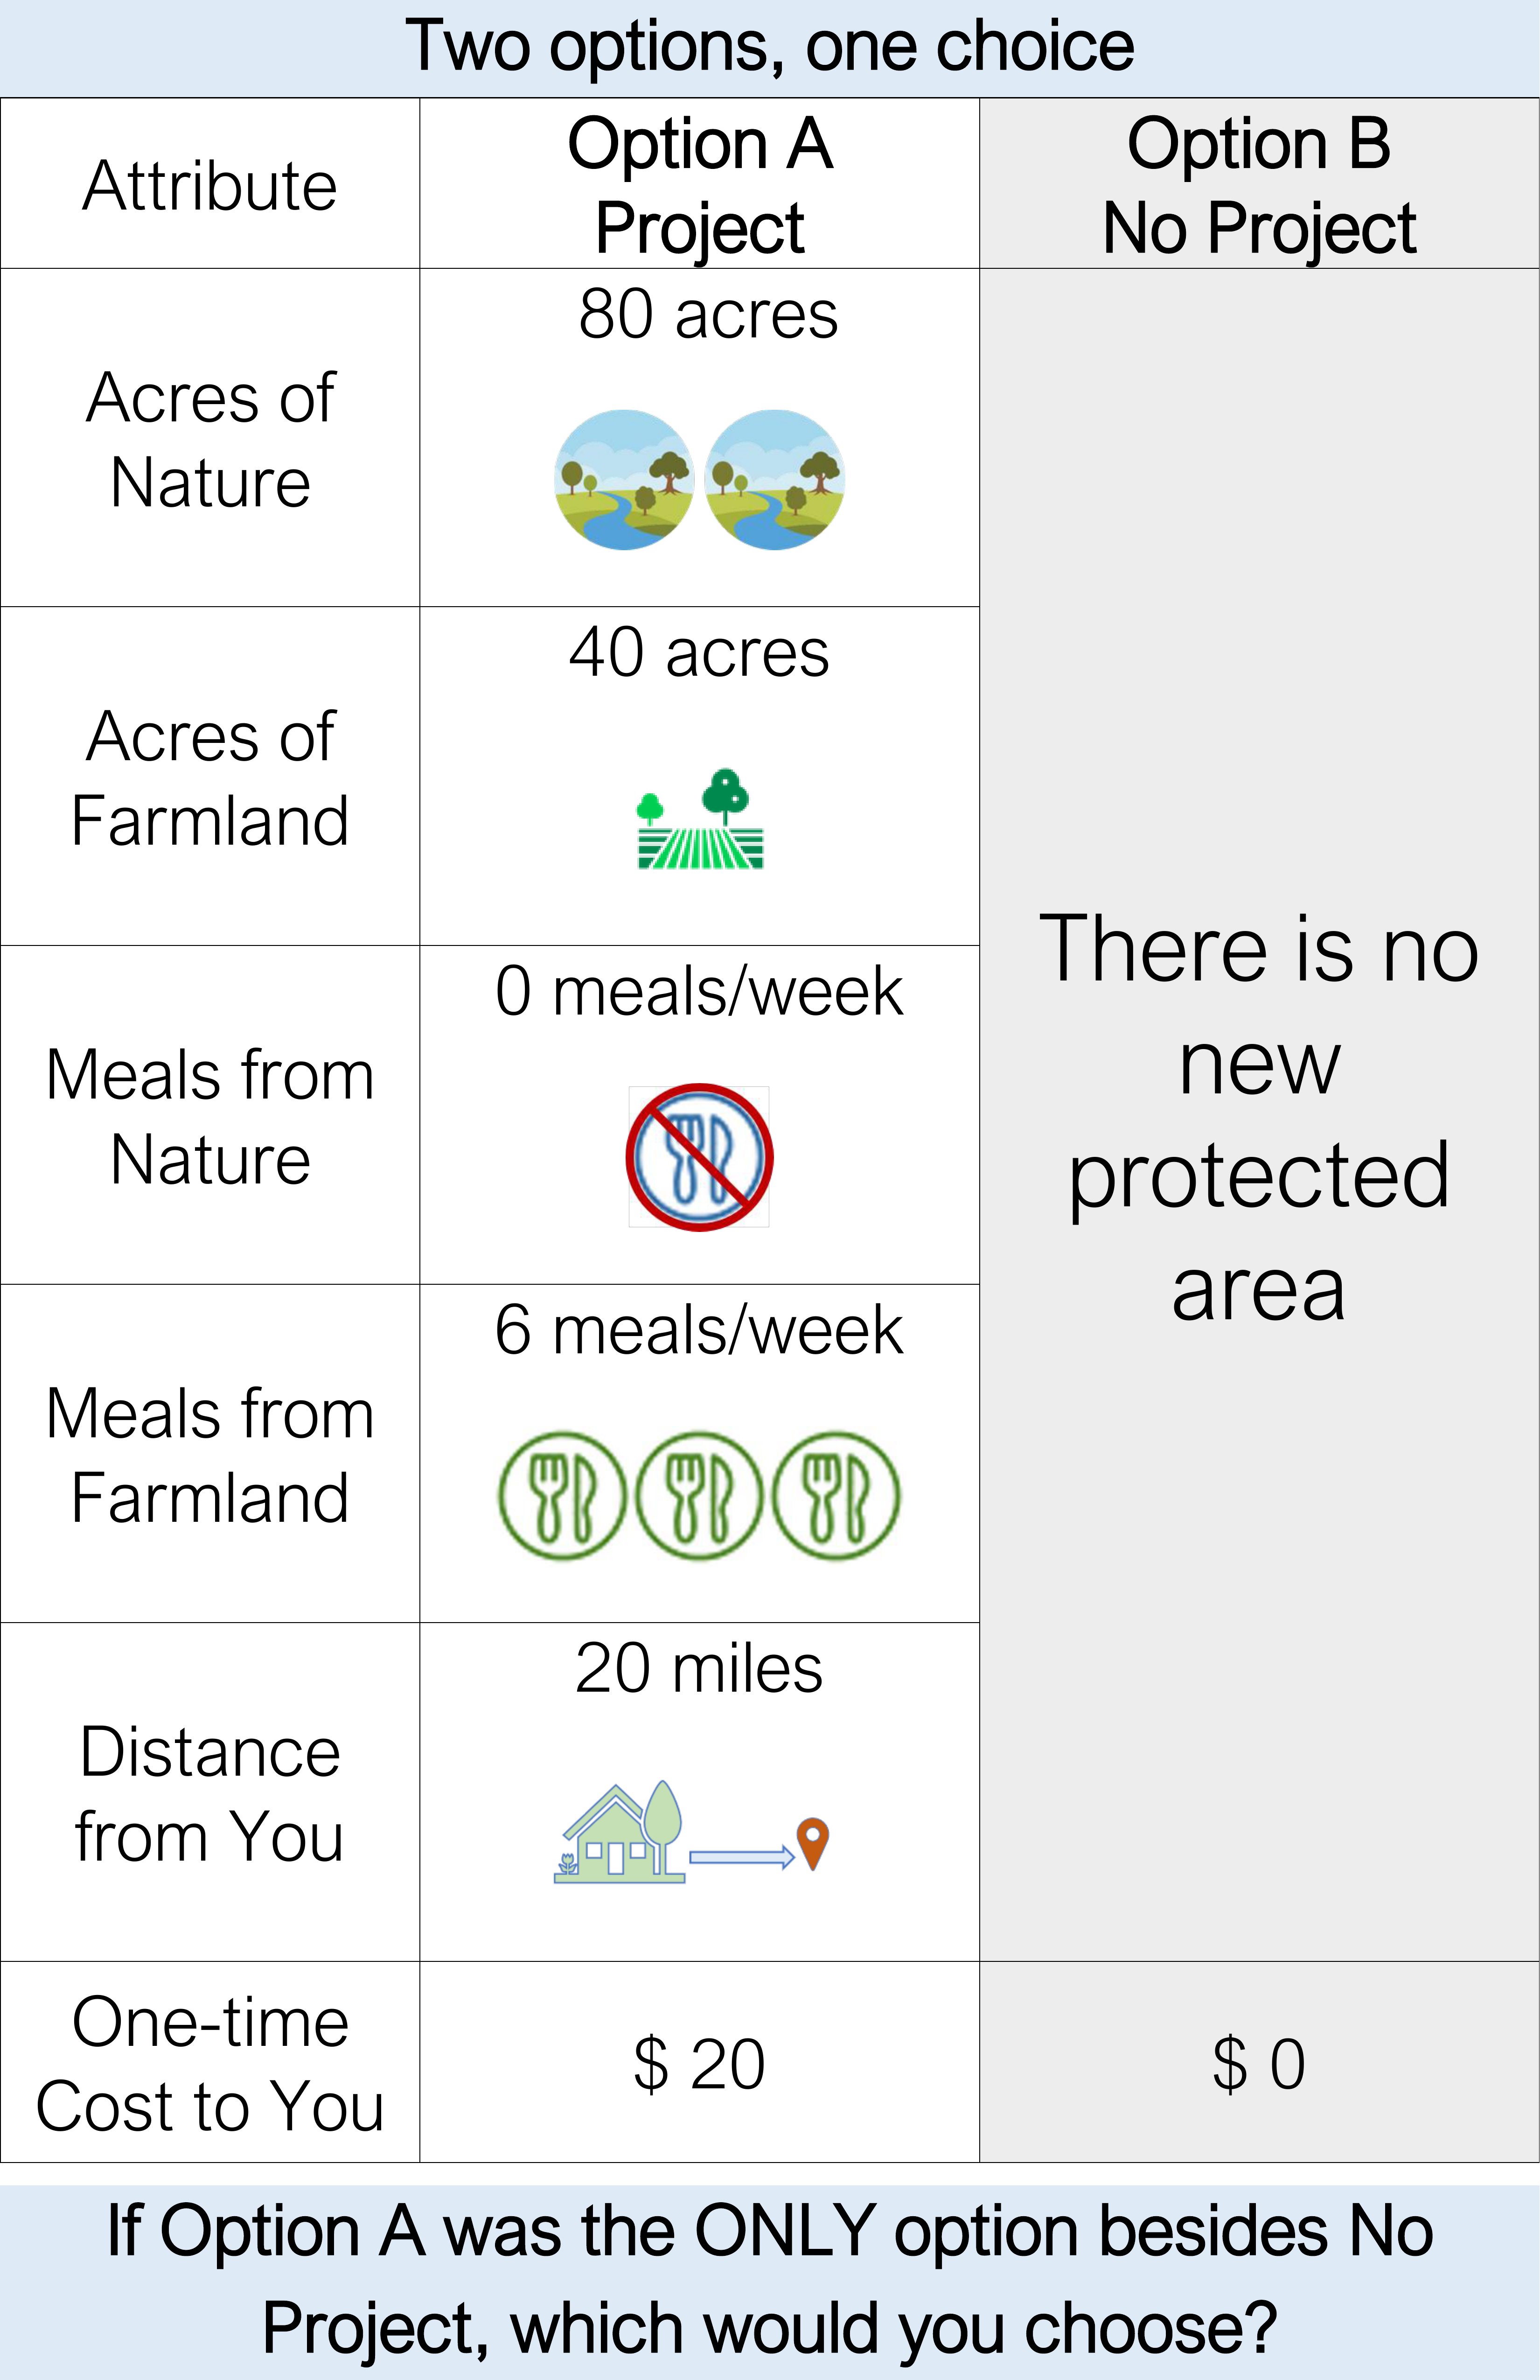 Two options, one choice
Attribute
Option A
Project
Option B
No Project
Acres of
Nature
80 acres
Acres of
Farmland
40 acres
Meals from
Nature
0 meals/week
Meals from
Farmland
6 meals/week
Distance
from You
20 miles
There is no
new
protected
area
One-time
Cost to You
$ 20
$ 0
If Option A was the ONLY option besides No
Project, which would you choose?